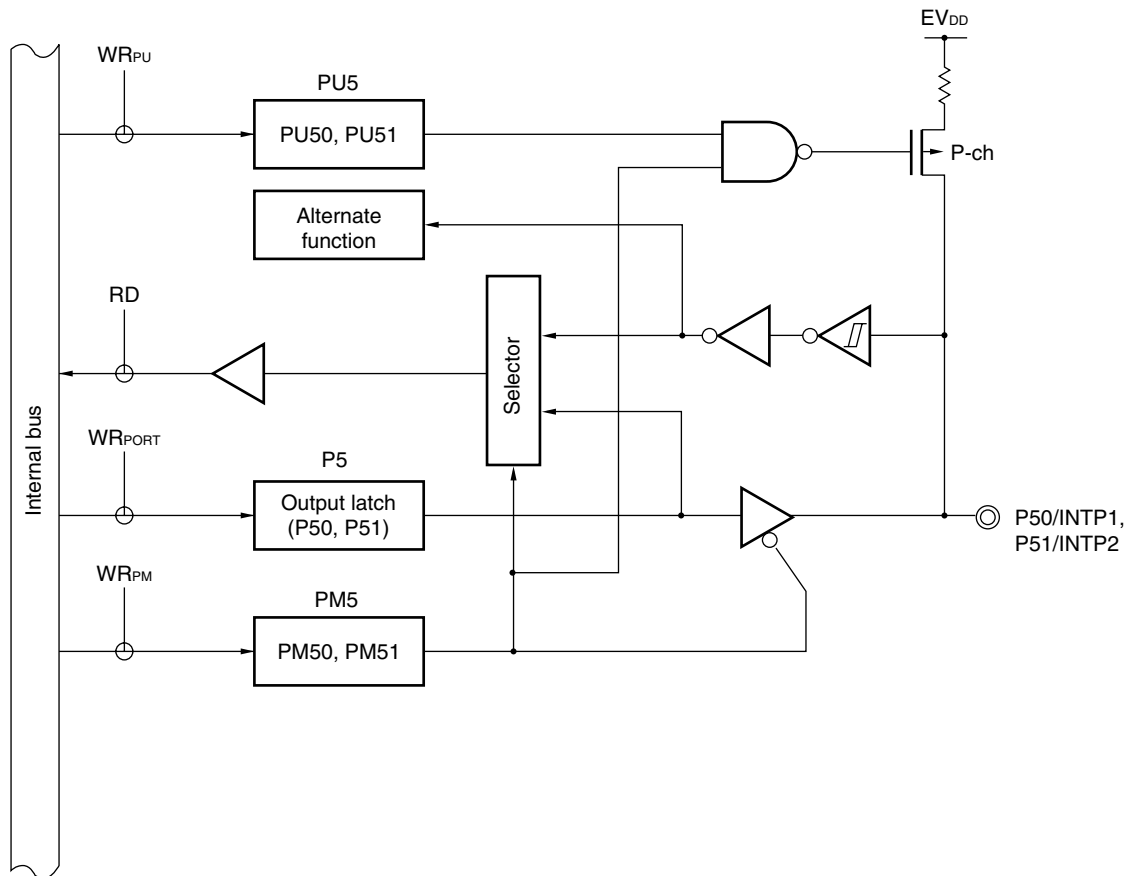 EVDD
WRPU
PU5
PU50, PU51
P-ch
Alternate
function
RD
Selector
Internal bus
WRPORT
P5
Output latch
(P50, P51)
P50/INTP1,
P51/INTP2
WRPM
PM5
PM50, PM51